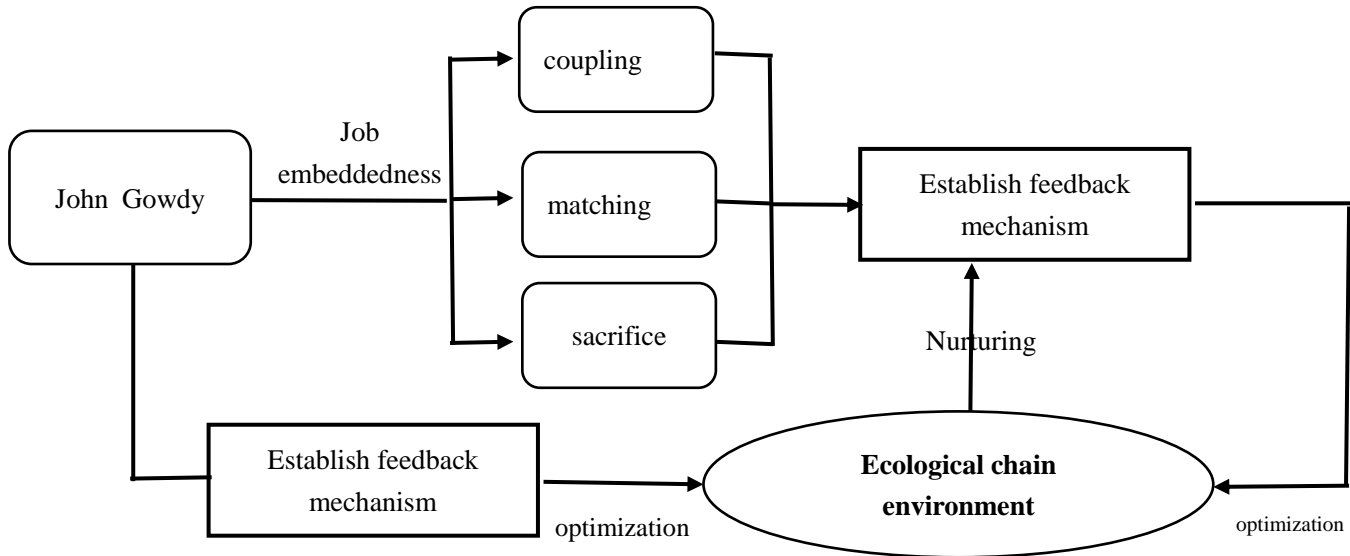 coupling
Job
embeddedness
John Gowdy
matching
Establish feedback
mechanism
sacrifice
Nurturing
Establish feedback
mechanism
optimization
Ecological chain
environment
optimization